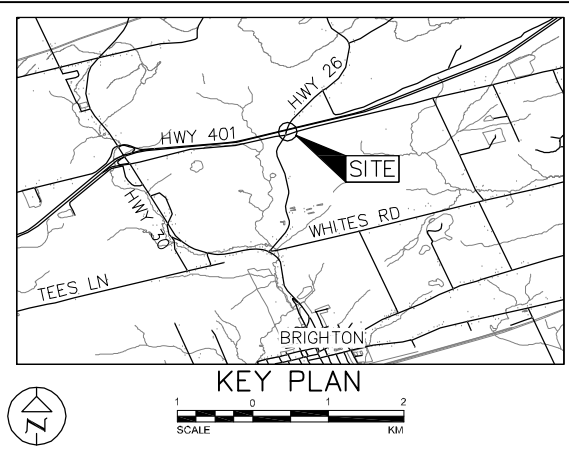 HWY 26
HWY 401
SITE
HWY 30
WHITES RD
TEES LN
BRIGHTON
KEY PLAN
N
1 0 1 2
SCALE KM